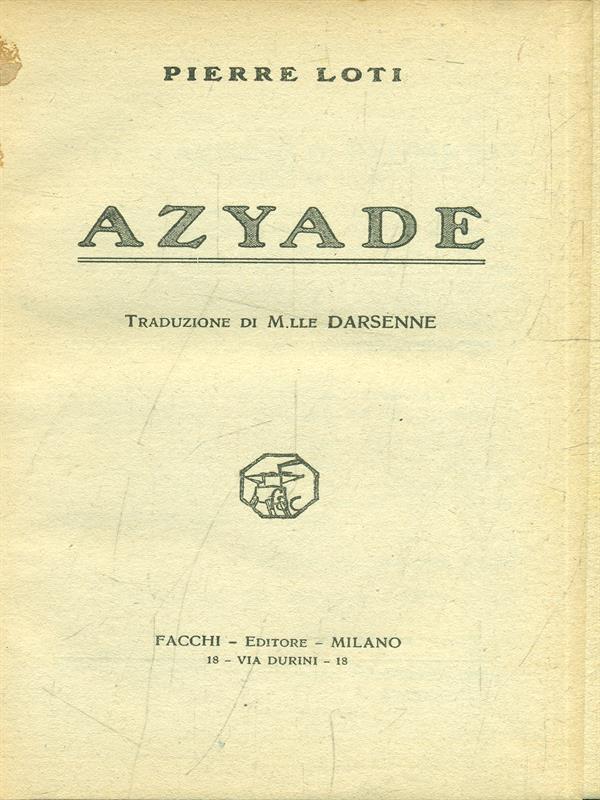 PIERRE LOTI
AZYADE
TRADUZIONE DI M.LLE DARSENNE
FACCHI – EDITORE – MILANO
18 – VIA DURINI – 18